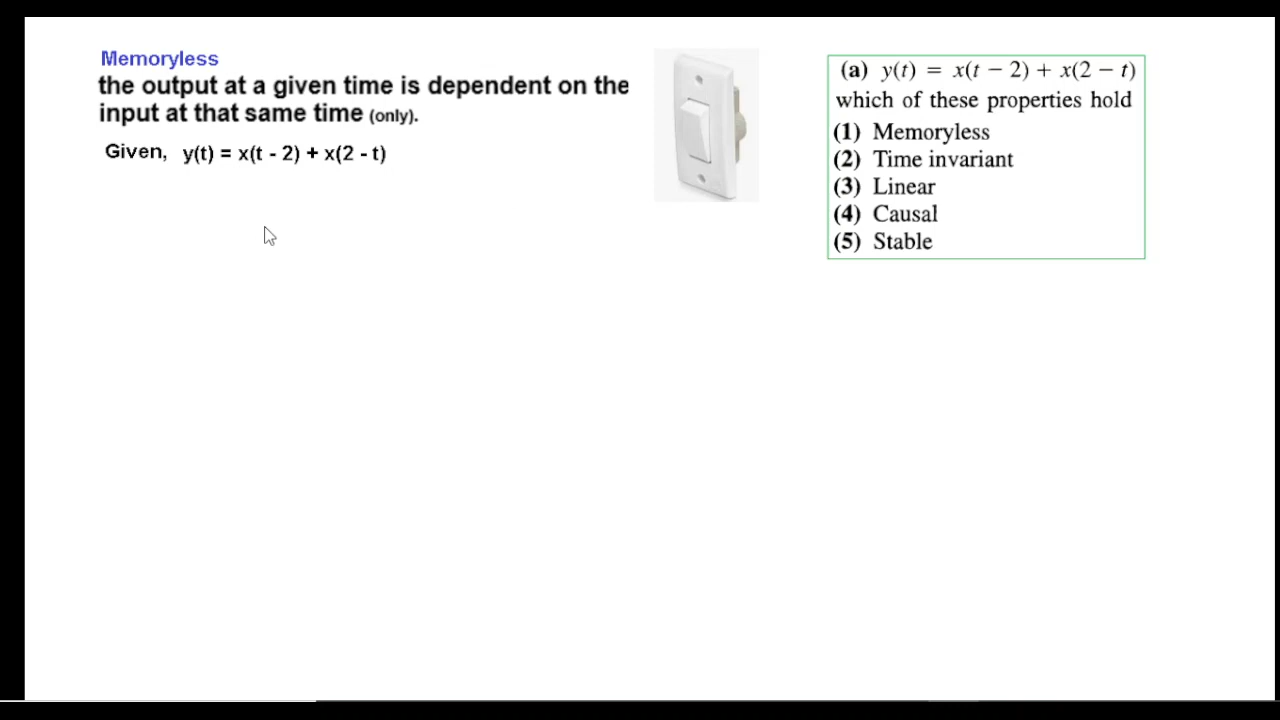 Memoryless
the output at a given time is dependent on the
input at that same time (only).
Given, y(t) = x(t - 2) + x(2 - t)
(a) y(t) = x(t − 2) + x(2 − t)
which of these properties hold
(1) Memoryless
(2) Time invariant
(3) Linear
(4) Causal
(5) Stable